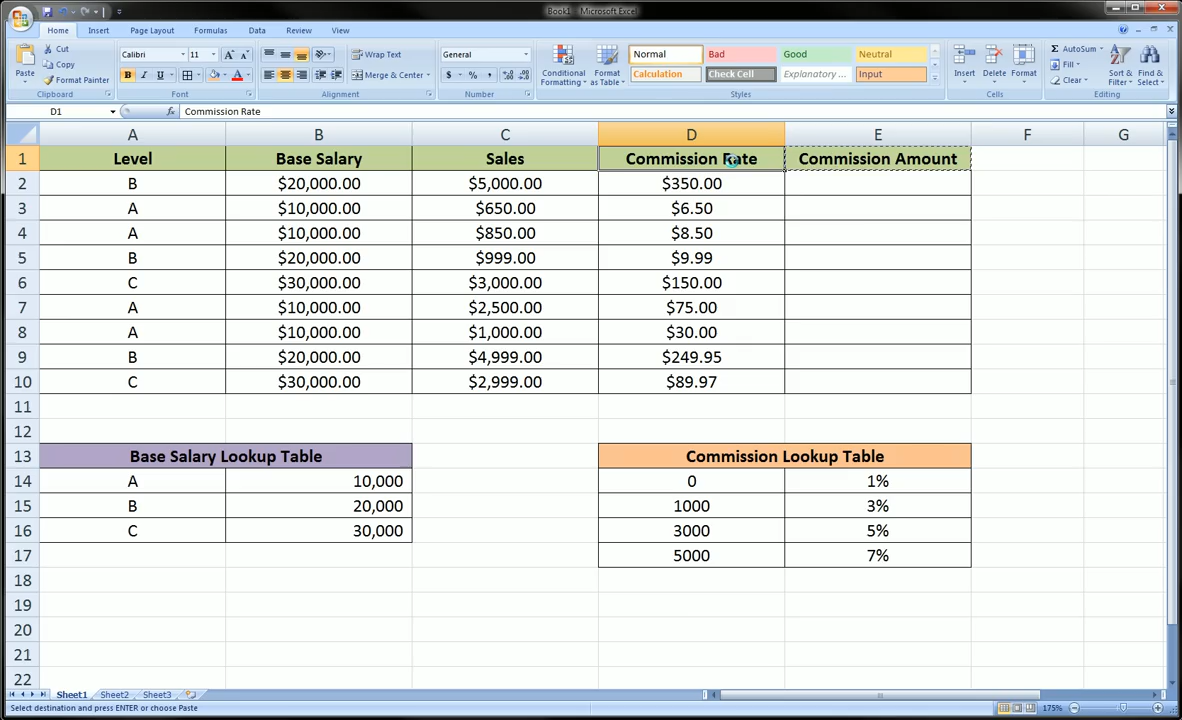 Book1 - Microsoft Excel
Home Insert Page Layout Formulas Data Review View
Cut
Copy
Format Painter
Paste
Clipboard
Calibri 11
B I U
Font
Wrap Text
Merge & Center
Alignment
General
$ % ,
Number
Conditional Formatting
Format as Table
Normal Bad Good Neutral
Calculation Check Cell Explanatory ... Input
Styles
Insert Delete Format
Cells
Σ AutoSum
Fill
Clear
Sort & Filter
Find & Select
Editing
D1 fx Commission Rate
A B C D E F G
1 Level Base Salary Sales Commission Rate Commission Amount
2 B $20,000.00 $5,000.00 $350.00
3 A $10,000.00 $650.00 $6.50
4 A $10,000.00 $850.00 $8.50
5 B $20,000.00 $999.00 $9.99
6 C $30,000.00 $3,000.00 $150.00
7 A $10,000.00 $2,500.00 $75.00
8 A $10,000.00 $1,000.00 $30.00
9 B $20,000.00 $4,999.00 $249.95
10 C $30,000.00 $2,999.00 $89.97
11
12
13 Base Salary Lookup Table Commission Lookup Table
14 A 10,000 0 1%
15 B 20,000 1000 3%
16 C 30,000 3000 5%
17 5000 7%
18
19
20
21
22
Sheet1 Sheet2 Sheet3
Select destination and press ENTER or choose Paste 175%